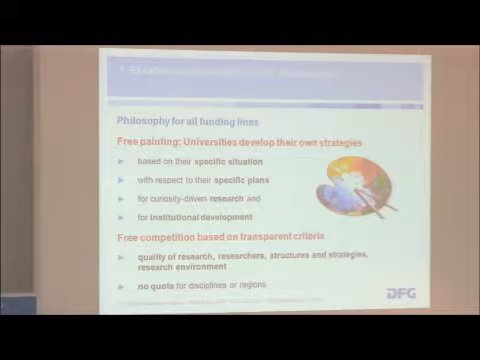 Philosophy for all funding lines
Free painting: Universities develop their own strategies
based on their specific situation
with respect to their specific plans
for curiosity-driven research and
for institutional development
Free competition based on transparent criteria
quality of research, researchers, structures and strategies,
research environment
no quota for disciplines or regions
DFG